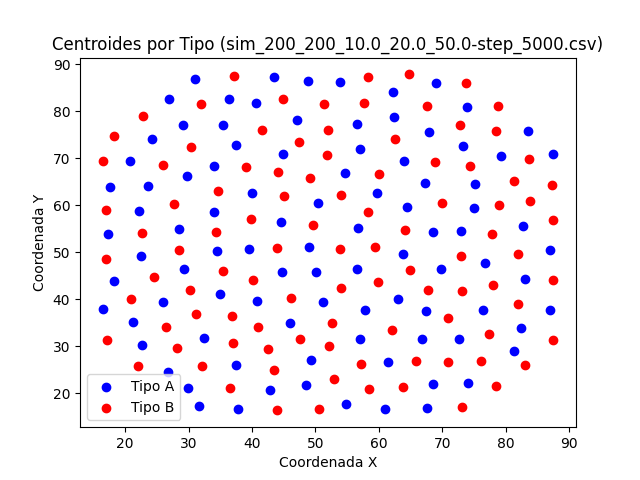 Centroides por Tipo (sim_200_200_10.0_20.0_50.0-step_5000.csv)
90
80
70
60
50
40
30
20
Coordenada Y
Tipo A
Tipo B
20 30 40 50 60 70 80 90
Coordenada X